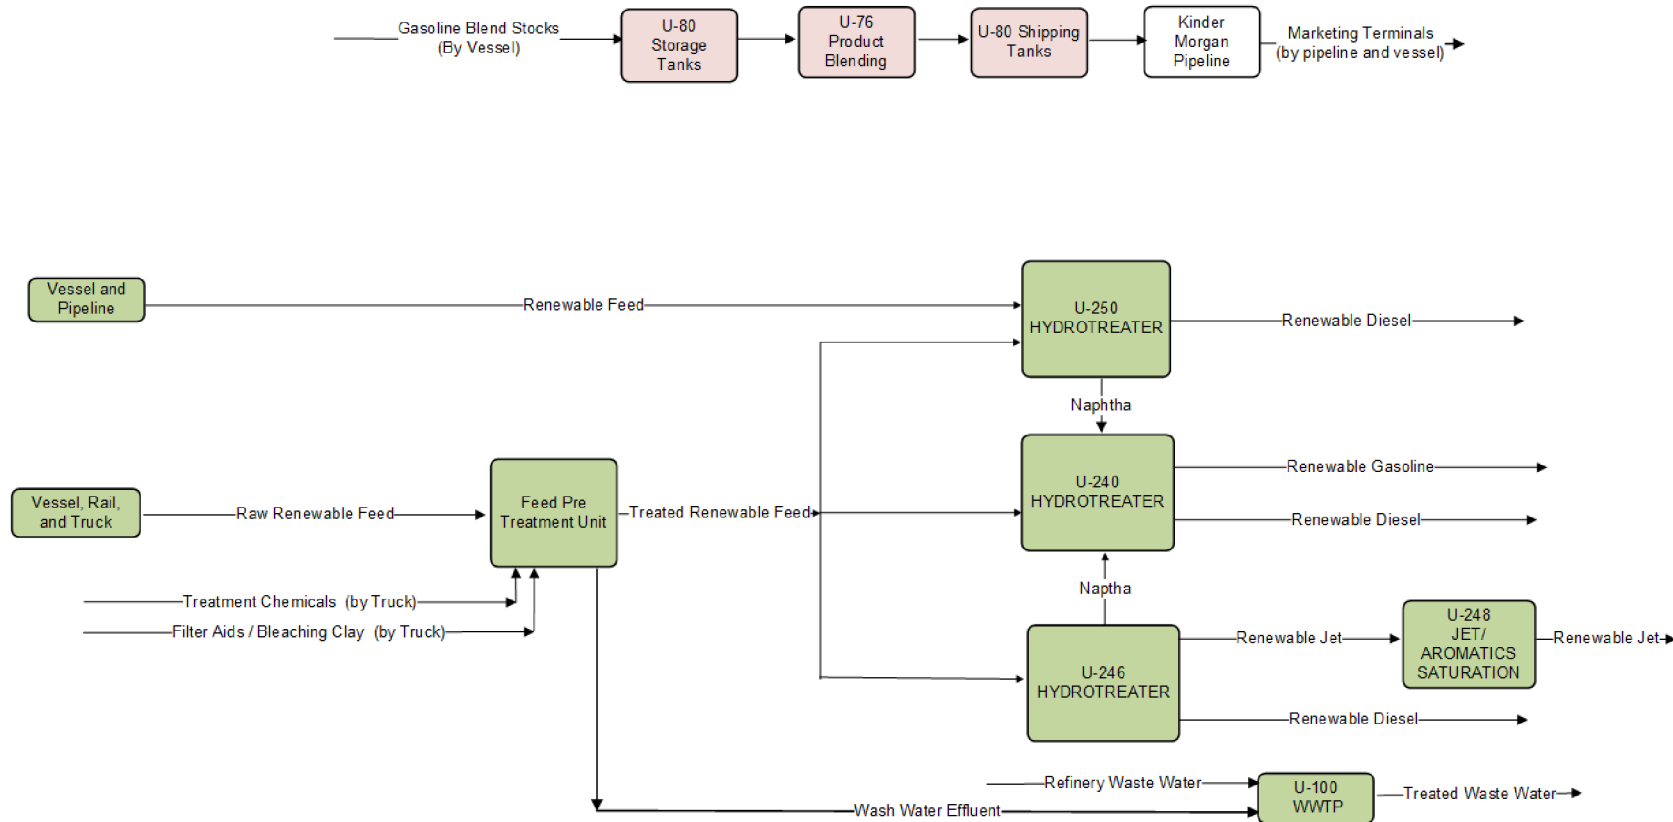 Gasoline Blend Stocks
(By Vessel)
U-80
Storage
Tanks
U-76
Product
Blending
U-80 Shipping
Tanks
Kinder
Morgan
Pipeline
Marketing Terminals
(by pipeline and vessel)
Vessel and
Pipeline
Renewable Feed
U-250
HYDROTREATER
Renewable Diesel
Naphtha
Vessel, Rail,
and Truck
Raw Renewable Feed
Feed Pre
Treatment Unit
Treated Renewable Feed
U-240
HYDROTREATER
Renewable Gasoline
Renewable Diesel
Treatment Chemicals (by Truck)
Filter Aids / Bleaching Clay (by Truck)
Naptha
U-246
HYDROTREATER
Renewable Jet
U-248
JET/
AROMATICS
SATURATION
Renewable Jet
Renewable Diesel
Refinery Waste Water
Wash Water Effluent
U-100
WWTP
Treated Waste Water